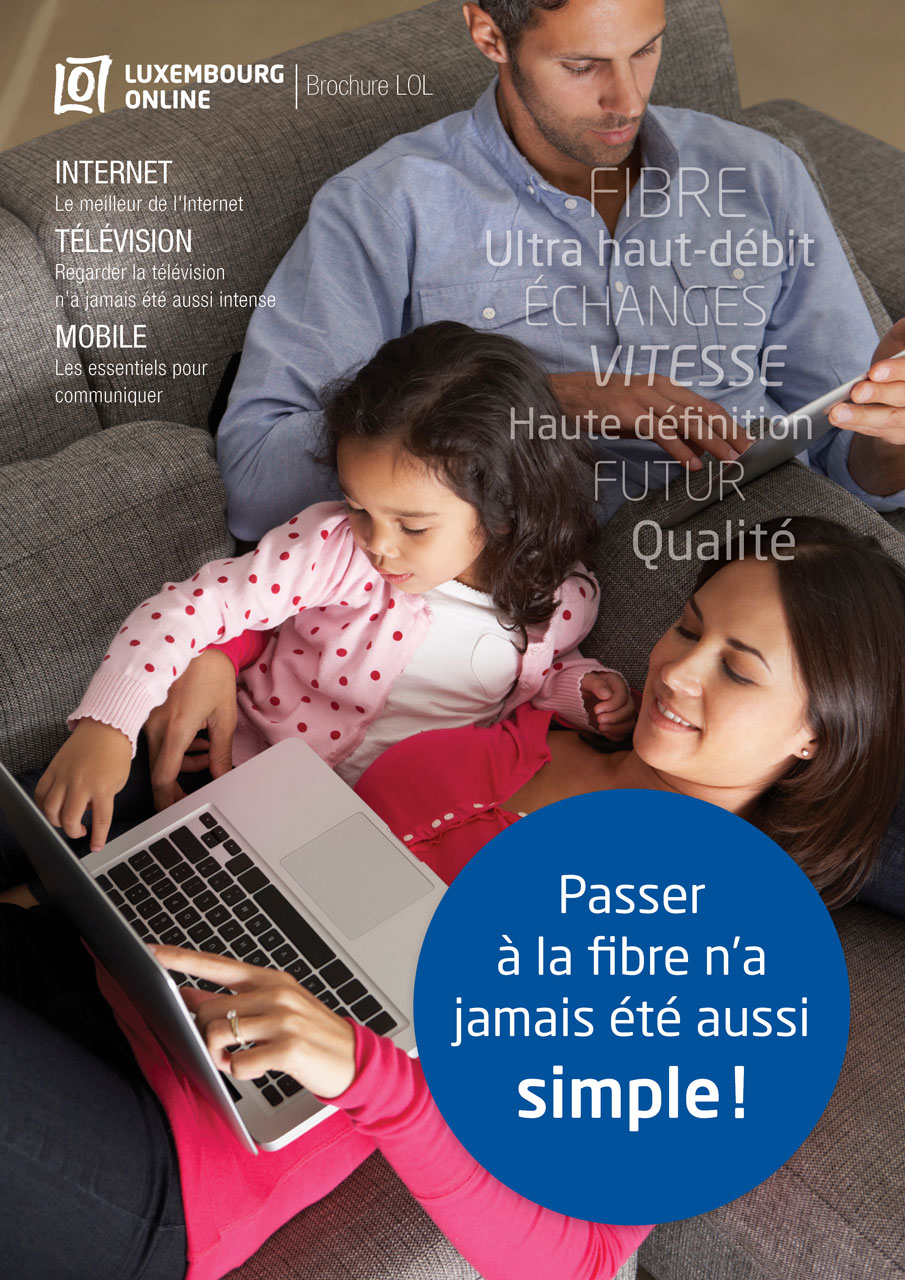 LUXEMBOURG
ONLINE
Brochure LOL
INTERNET
Le meilleur de l'Internet
TÉLÉVISION
Regarder la télévision
n'a jamais été aussi intense
MOBILE
Les essentiels pour
communiquer
FIBRE
Ultra haut-débit
ÉCHANGES
VITESSE
Haute définition
FUTUR
Qualité
Passer
à la fibre n'a
jamais été aussi
simple !